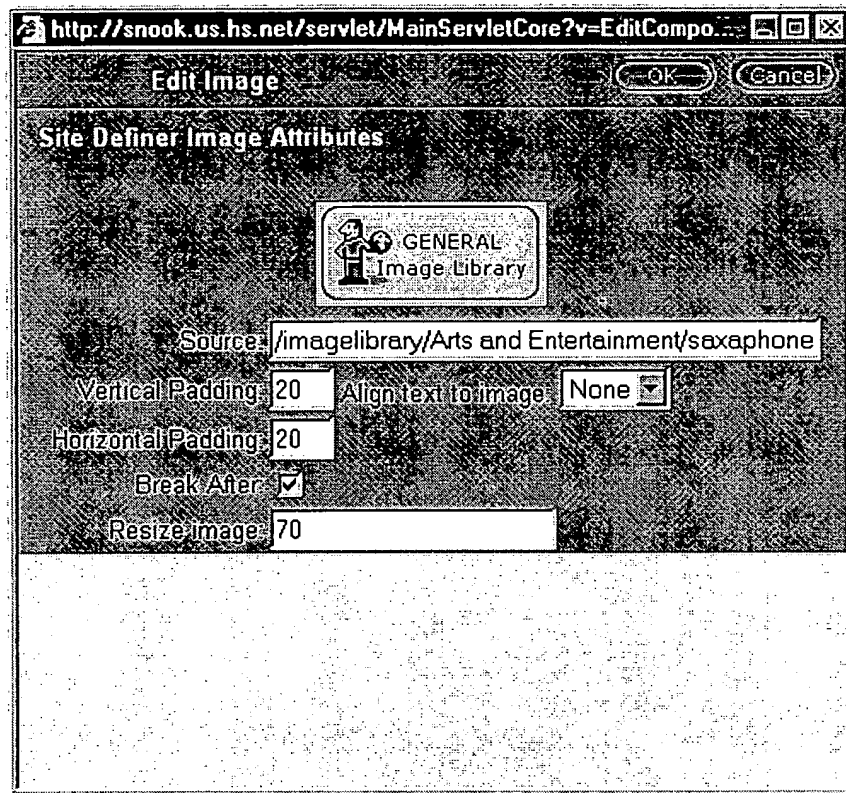 http://snook.us.hs.net/servlet/MainServletCore?v=EditCompo...
Edit Image OK Cancel
Site Definer Image Attributes
GENERAL
Image Library
Source: /imagelibrary/Arts and Entertainment/saxaphone
Vertical Padding: 20 Align text to image: None
Horizontal Padding: 20
Break After:
Resize image: 70